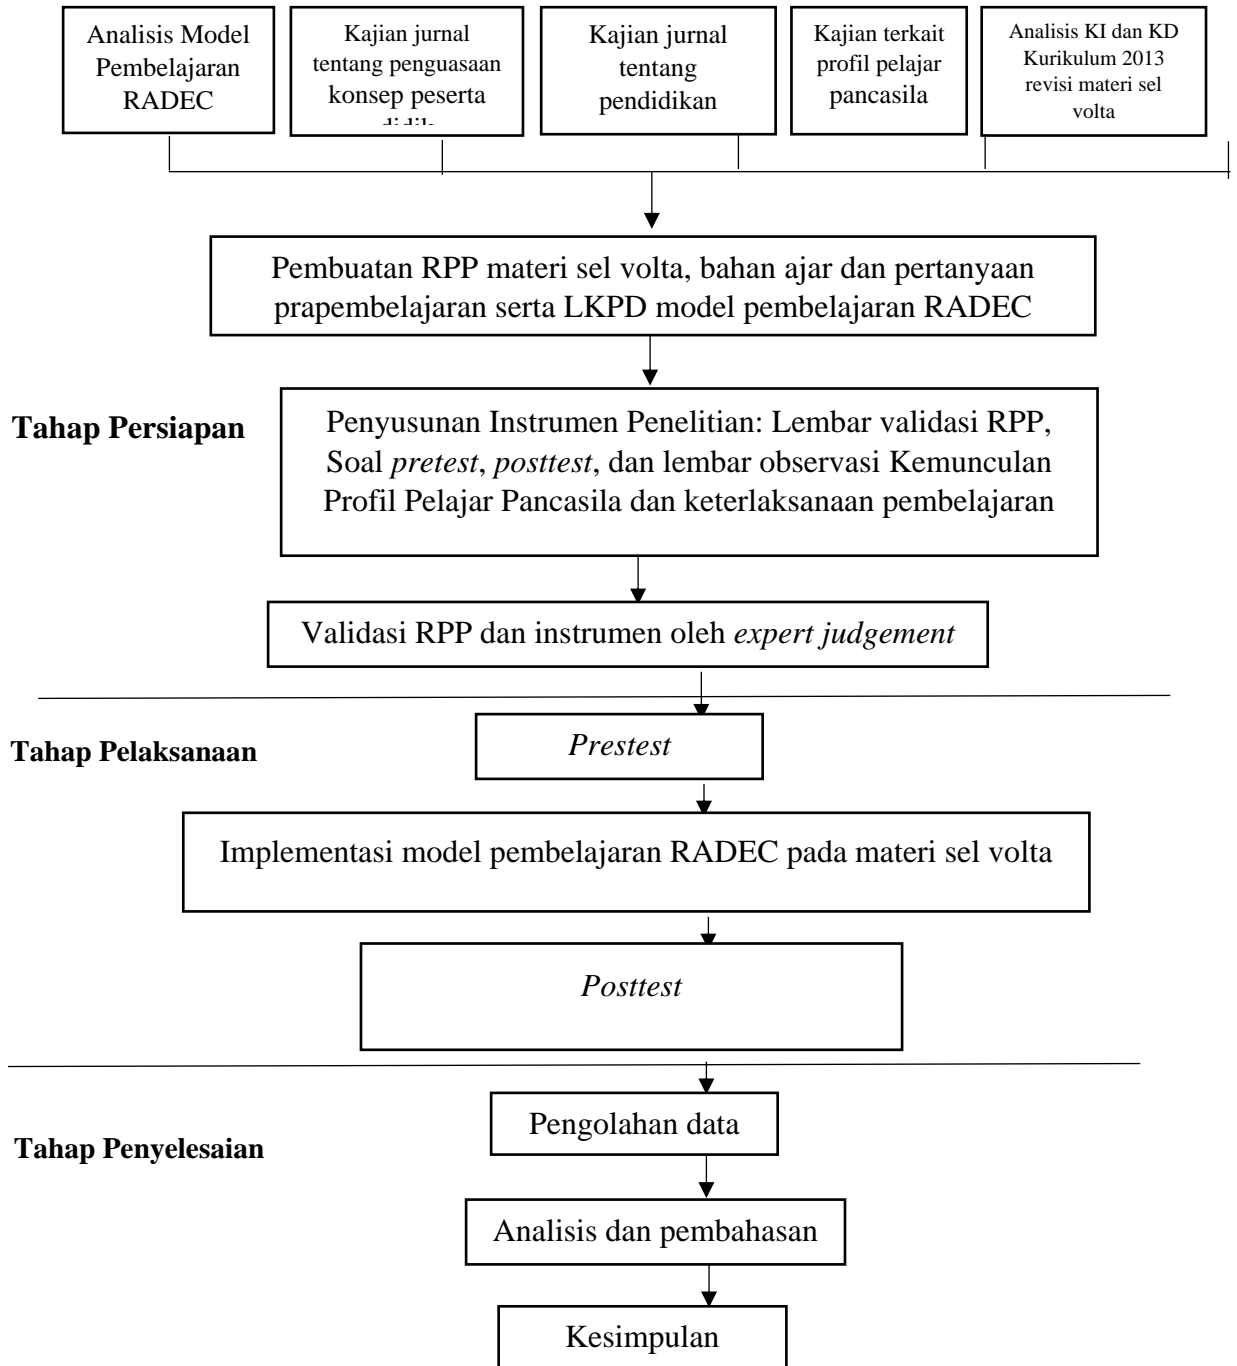 Analisis Model
Pembelajaran
RADEC
Kajian jurnal
tentang penguasaan
konsep peserta
Kajian jurnal
tentang
pendidikan
Kajian terkait
profil pelajar
pancasila
Analisis KI dan KD
Kurikulum 2013
revisi materi sel
volta
Pembuatan RPP materi sel volta, bahan ajar dan pertanyaan
prapembelajaran serta LKPD model pembelajaran RADEC
Tahap Persiapan
Penyusunan Instrumen Penelitian: Lembar validasi RPP,
Soal pretest, posttest, dan lembar observasi Kemunculan
Profil Pelajar Pancasila dan keterlaksanaan pembelajaran
Validasi RPP dan instrumen oleh expert judgement
Tahap Pelaksanaan
Prestest
Implementasi model pembelajaran RADEC pada materi sel volta
Posttest
Tahap Penyelesaian
Pengolahan data
Analisis dan pembahasan
Kesimpulan